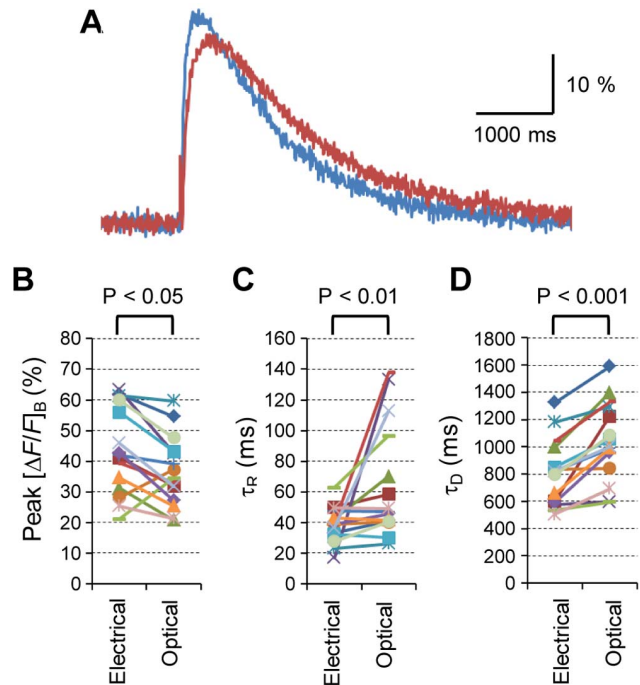 A
10 %
1000 ms
B
P < 0.05
C
P < 0.01
D
P < 0.001
Peak [ΔF/F]B (%)
80
70
60
50
40
30
20
10
0
Electrical
Optical
τR (ms)
160
140
120
100
80
60
40
20
0
Electrical
Optical
τD (ms)
1800
1600
1400
1200
1000
800
600
400
200
0
Electrical
Optical